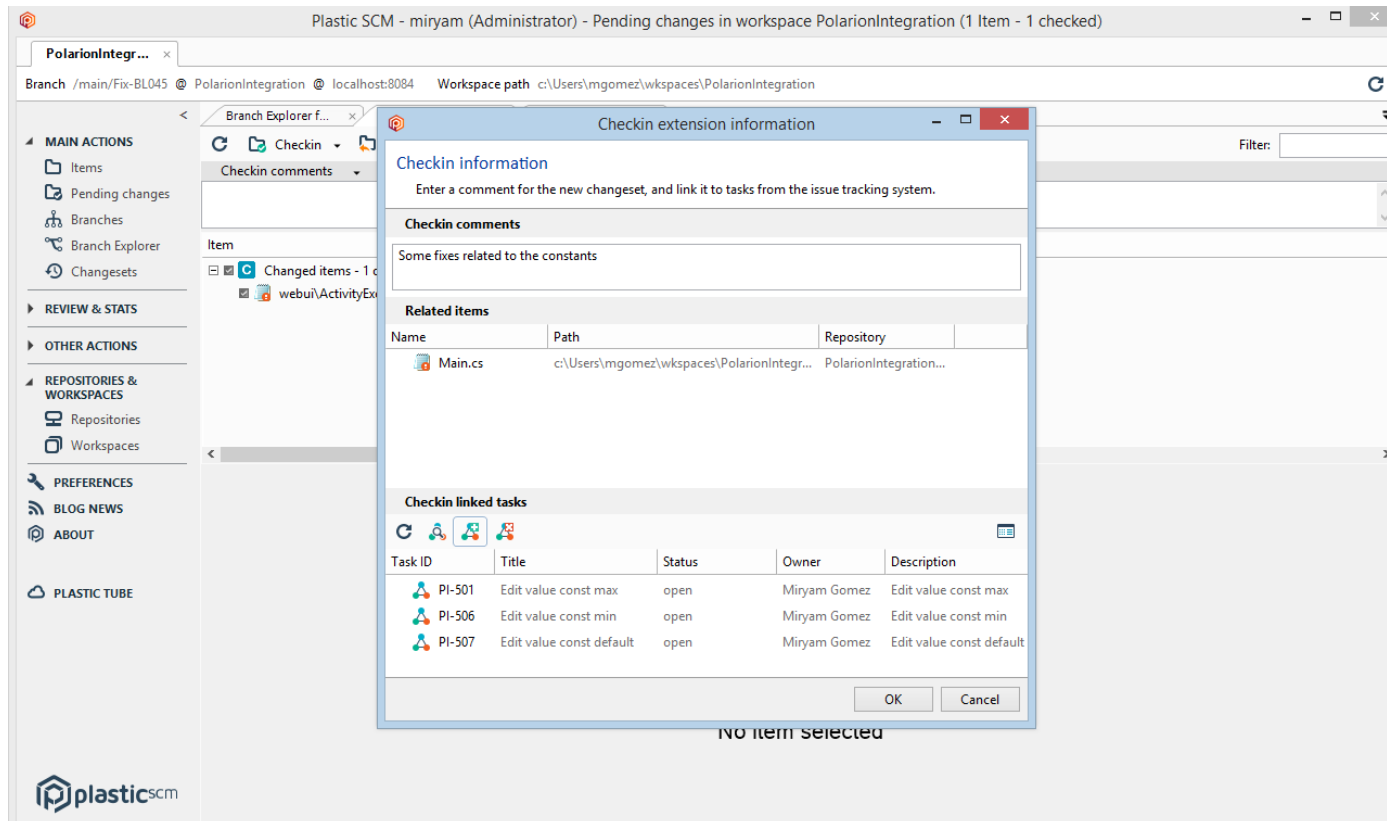 Plastic SCM - miryam (Administrator) - Pending changes in workspace PolarionIntegration (1 Item - 1 checked)
PolarionIntegr...
Branch /main/Fix-BL045 @ PolarionIntegration @ localhost:8084 Workspace path c:\Users\mgomez\wkspaces\PolarionIntegration
MAIN ACTIONS
Items
Pending changes
Branches
Branch Explorer
Changesets
REVIEW & STATS
OTHER ACTIONS
REPOSITORIES &
WORKSPACES
Repositories
Workspaces
PREFERENCES
BLOG NEWS
ABOUT
PLASTIC TUBE
plasticscm
Branch Explorer f...
Checkin
Filter:
Checkin comments
Item
Changed items - 1
webui\ActivityEx
Checkin extension information
Checkin information
Enter a comment for the new changeset, and link it to tasks from the issue tracking system.
Checkin comments
Some fixes related to the constants
Related items
Name Path Repository
Main.cs c:\Users\mgomez\wkspaces\PolarionIntegr... PolarionIntegration...
Checkin linked tasks
Task ID Title Status Owner Description
PI-501 Edit value const max open Miryam Gomez Edit value const max
PI-506 Edit value const min open Miryam Gomez Edit value const min
PI-507 Edit value const default open Miryam Gomez Edit value const default
OK Cancel
No item selected